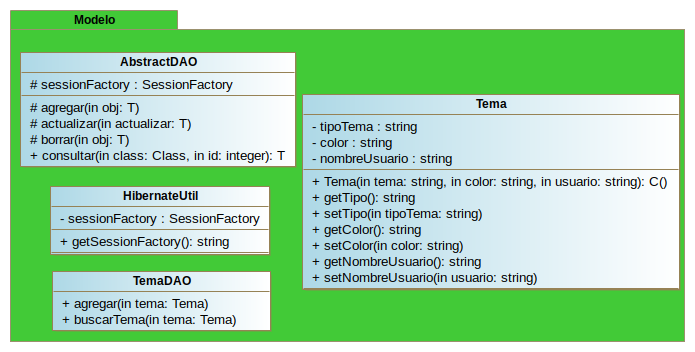 Modelo
AbstractDAO
# sessionFactory : SessionFactory
# agregar(in obj: T)
# actualizar(in actualizar: T)
# borrar(in obj: T)
+ consultar(in class: Class, in id: integer): T
HibernateUtil
- sessionFactory : SessionFactory
+ getSessionFactory(): string
TemaDAO
+ agregar(in tema: Tema)
+ buscarTema(in tema: Tema)
Tema
- tipoTema : string
- color : string
- nombreUsuario : string
+ Tema(in tema: string, in color: string, in usuario: string): C()
+ getTipo(): string
+ setTipo(in tipoTema: string)
+ getColor(): string
+ setColor(in color: string)
+ getNombreUsuario(): string
+ setNombreUsuario(in usuario: string)